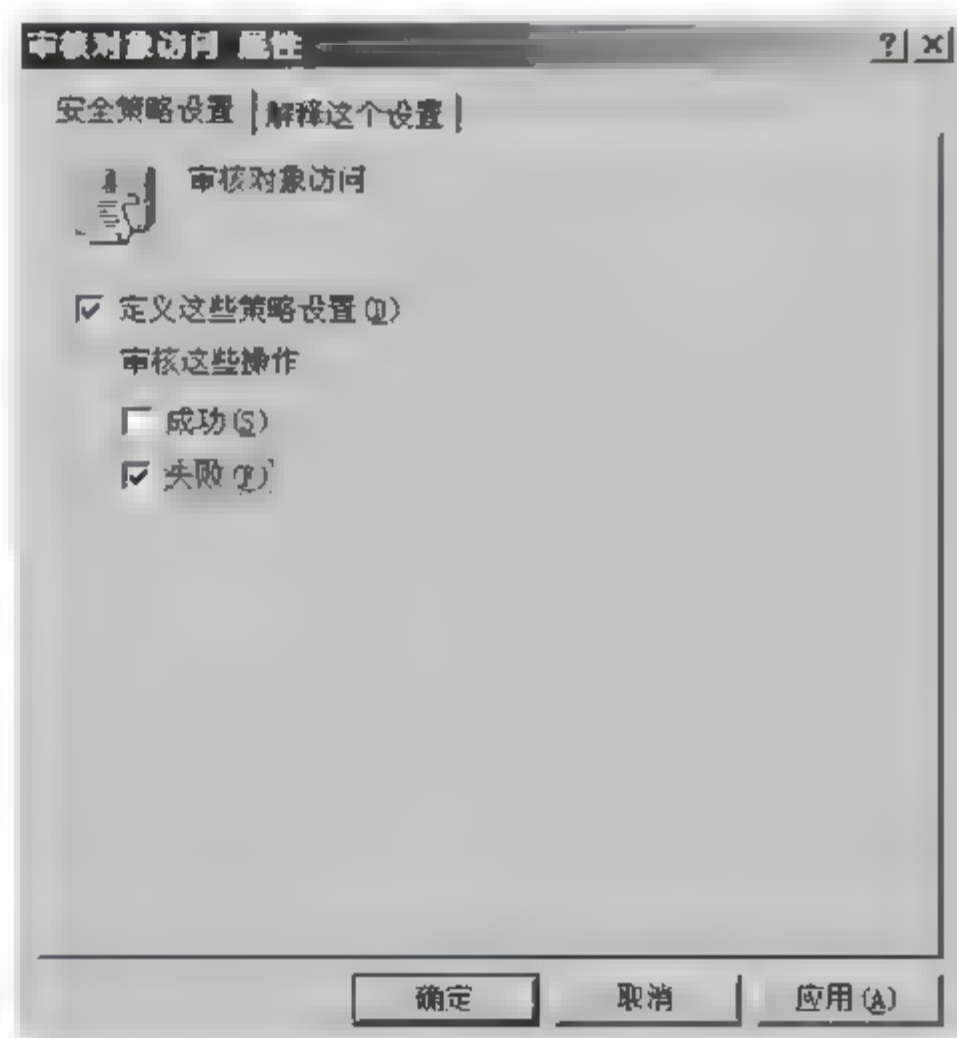 审核对象访问 属性
安全策略设置 解释这个设置
审核对象访问
定义这些策略设置(D)
审核这些操作
成功(S)
失败(F)
确定 取消 应用(A)